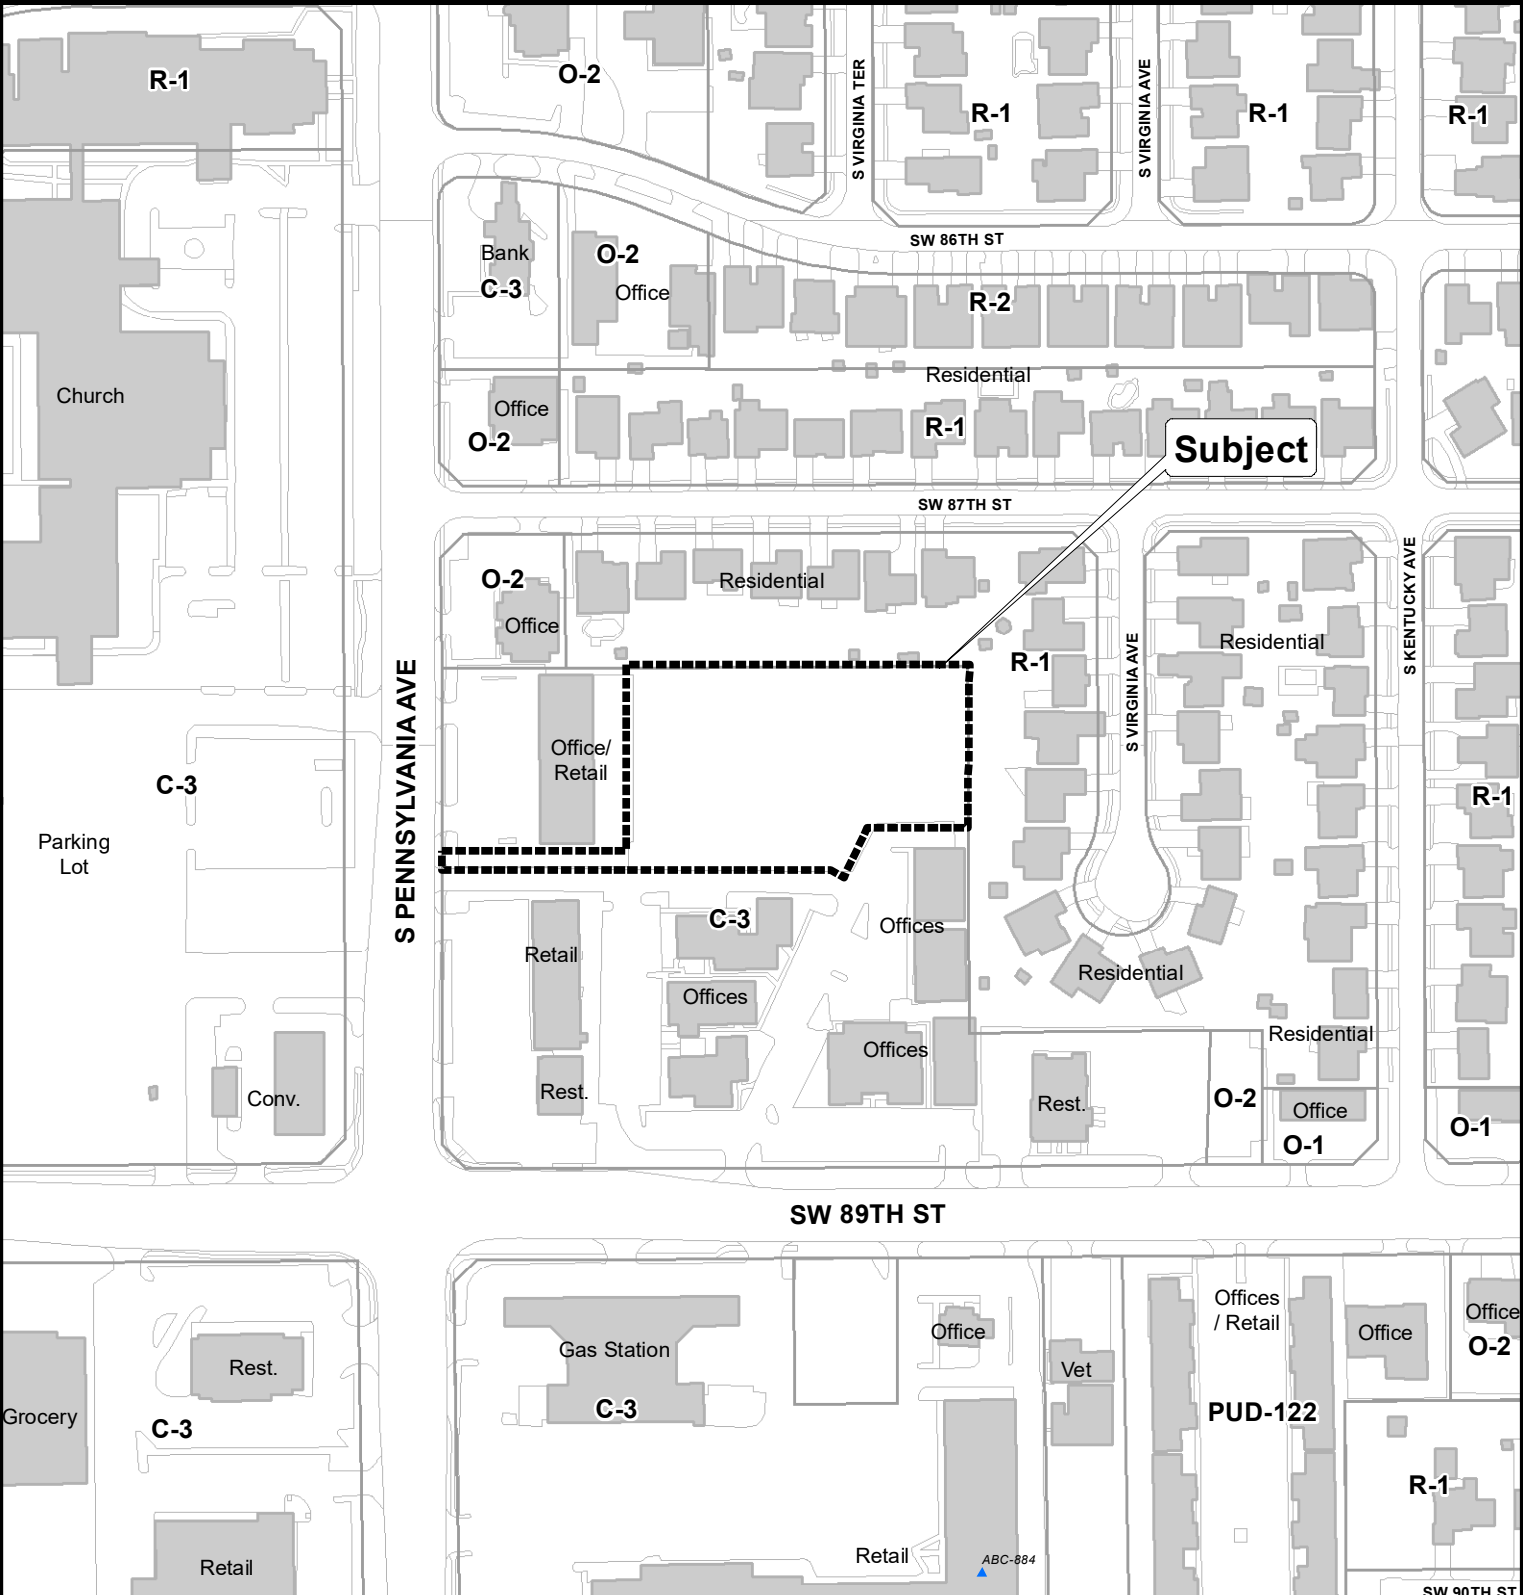 R-1
O-2
S VIRGINIA TER
R-1
S VIRGINIA AVE
R-1
R-1
SW 86TH ST
Bank
C-3
O-2
Office
R-2
Church
Residential
Office
O-2
R-1
Subject
SW 87TH ST
O-2
Office
Residential
R-1
S VIRGINIA AVE
Residential
S KENTUCKY AVE
S PENNSYLVANIA AVE
Office/
Retail
C-3
R-1
Parking
Lot
C-3
Offices
Retail
Offices
Residential
Offices
Residential
Conv.
Rest.
Rest.
O-2
Office
O-1
O-1
SW 89TH ST
Offices
/ Retail
Office
Office
Office
O-2
Gas Station
Rest.
Vet
C-3
PUD-122
Grocery
C-3
R-1
Retail
ABC-884
Retail
SW 90TH ST